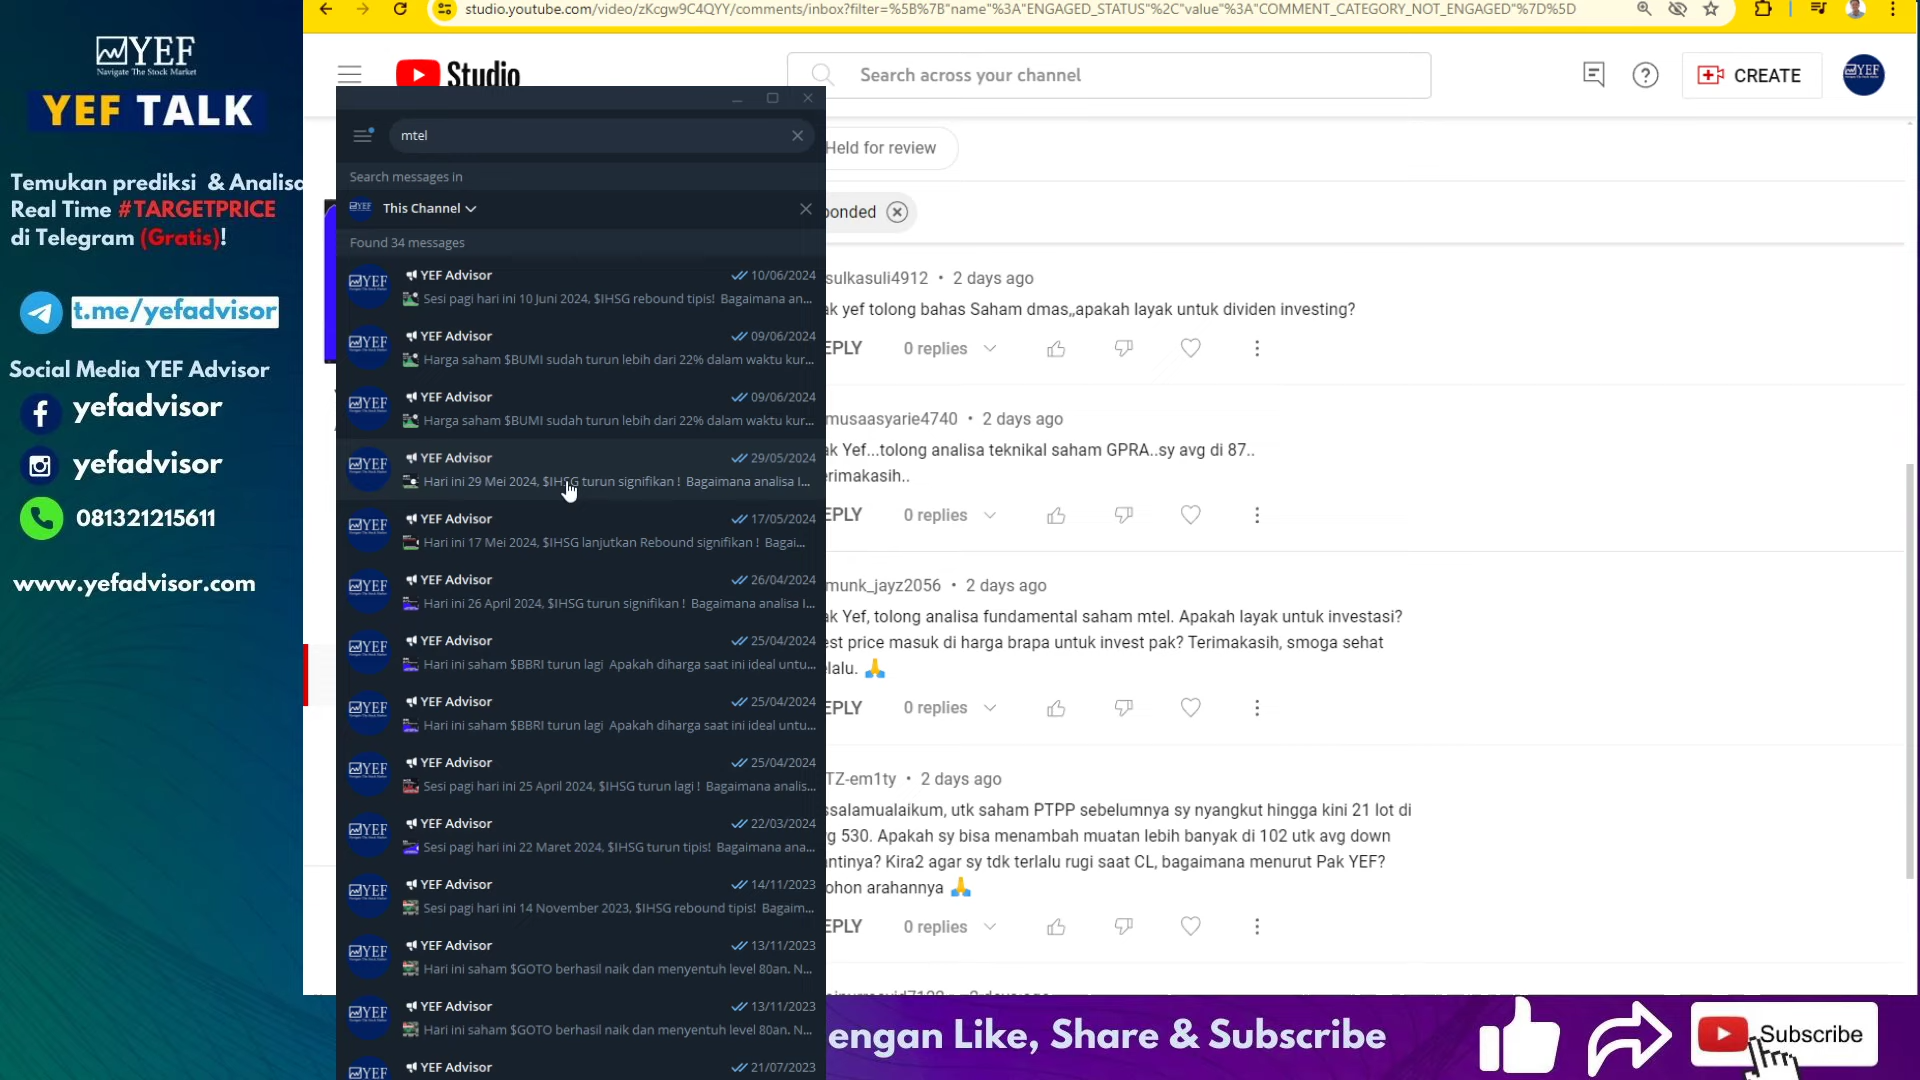 YEF
Navigate The Stock Market
YEF TALK
Temukan prediksi & Analisa
Real Time #TARGETPRICE
di Telegram (Gratis)!
t.me/yefadvisor
Social Media YEF Advisor
yefadvisor
yefadvisor
081321215611
www.yefadvisor.com
studio.youtube.com/video/zKcgw9C4QYY/comments/inbox?filter=%5B%7B"name"%3A"ENGAGED_STATUS"%2C"value"%3A"COMMENT_CATEGORY_NOT_ENGAGED"%7D%5D
Studio
Search across your channel
CREATE
mtel
Search messages in
This Channel
Found 34 messages
YEF Advisor 10/06/2024
Sesi pagi hari ini 10 Juni 2024, $IHSG rebound tipis! Bagaimana an...
YEF Advisor 09/06/2024
Harga saham $BUMI sudah turun lebih dari 22% dalam waktu kur...
YEF Advisor 09/06/2024
Harga saham $BUMI sudah turun lebih dari 22% dalam waktu kur...
YEF Advisor 29/05/2024
Hari ini 29 Mei 2024, $IHSG turun signifikan ! Bagaimana analisa I...
YEF Advisor 17/05/2024
Hari ini 17 Mei 2024, $IHSG lanjutkan Rebound signifikan ! Bagai...
YEF Advisor 26/04/2024
Hari ini 26 April 2024, $IHSG turun signifikan ! Bagaimana analisa I...
YEF Advisor 25/04/2024
Hari ini saham $BBRI turun lagi Apakah diharga saat ini ideal untu...
YEF Advisor 25/04/2024
Hari ini saham $BBRI turun lagi Apakah diharga saat ini ideal untu...
YEF Advisor 25/04/2024
Sesi pagi hari ini 25 April 2024, $IHSG turun lagi ! Bagaimana analis...
YEF Advisor 22/03/2024
Sesi pagi hari ini 22 Maret 2024, $IHSG turun tipis! Bagaimana ana...
YEF Advisor 14/11/2023
Sesi pagi hari ini 14 November 2023, $IHSG rebound tipis! Bagaim...
YEF Advisor 13/11/2023
Hari ini saham $GOTO berhasil naik dan menyentuh level 80an. N...
YEF Advisor 13/11/2023
Hari ini saham $GOTO berhasil naik dan menyentuh level 80an. N...
YEF Advisor 21/07/2023
Held for review
ponded
sulkasuli4912 • 2 days ago
ak yef tolong bahas Saham dmas,,apakah layak untuk dividen investing?
EPLY 0 replies
musaasyarie4740 • 2 days ago
ak Yef...tolong analisa teknikal saham GPRA..sy avg di 87..
erimakasih..
EPLY 0 replies
munk_jayz2056 • 2 days ago
ak Yef, tolong analisa fundamental saham mtel. Apakah layak untuk investasi?
est price masuk di harga brapa untuk invest pak? Terimakasih, smoga sehat
elalu. 🙏
EPLY 0 replies
TZ-em1ty • 2 days ago
ssalamualaikum, utk saham PTPP sebelumnya sy nyangkut hingga kini 21 lot di
g 530. Apakah sy bisa menambah muatan lebih banyak di 102 utk avg down
antinya? Kira2 agar sy tdk terlalu rugi saat CL, bagaimana menurut Pak YEF?
ohon arahannya 🙏
EPLY 0 replies
engan Like, Share & Subscribe
Subscribe